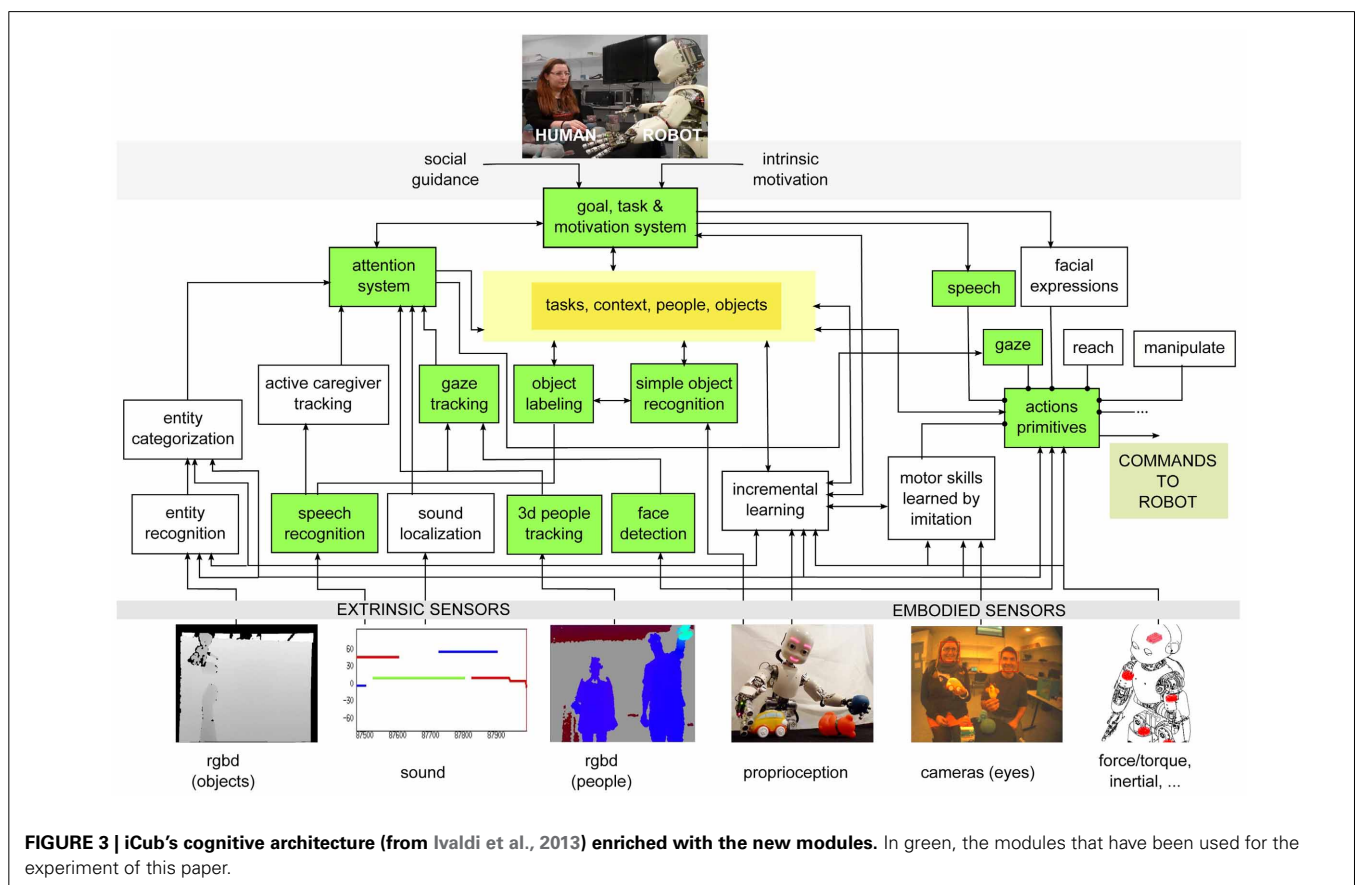 HUMAN
ROBOT
social
guidance
intrinsic
motivation
goal, task &
motivation system
attention
system
tasks, context, people, objects
speech
facial
expressions
gaze
reach
manipulate
active caregiver
tracking
gaze
tracking
object
labeling
simple object
recognition
actions
primitives
...
entity
categorization
COMMANDS
TO
ROBOT
entity
recognition
speech
recognition
sound
localization
3d people
tracking
face
detection
incremental
learning
motor skills
learned by
imitation
EXTRINSIC SENSORS
EMBODIED SENSORS
60
30
0
−30
−60
87500 87600 87700 87800 87900
rgbd
(objects)
sound
rgbd
(people)
proprioception
cameras (eyes)
force/torque,
inertial, ...
FIGURE 3 | iCub's cognitive architecture (from Ivaldi et al., 2013) enriched with the new modules. In green, the modules that have been used for the
experiment of this paper.